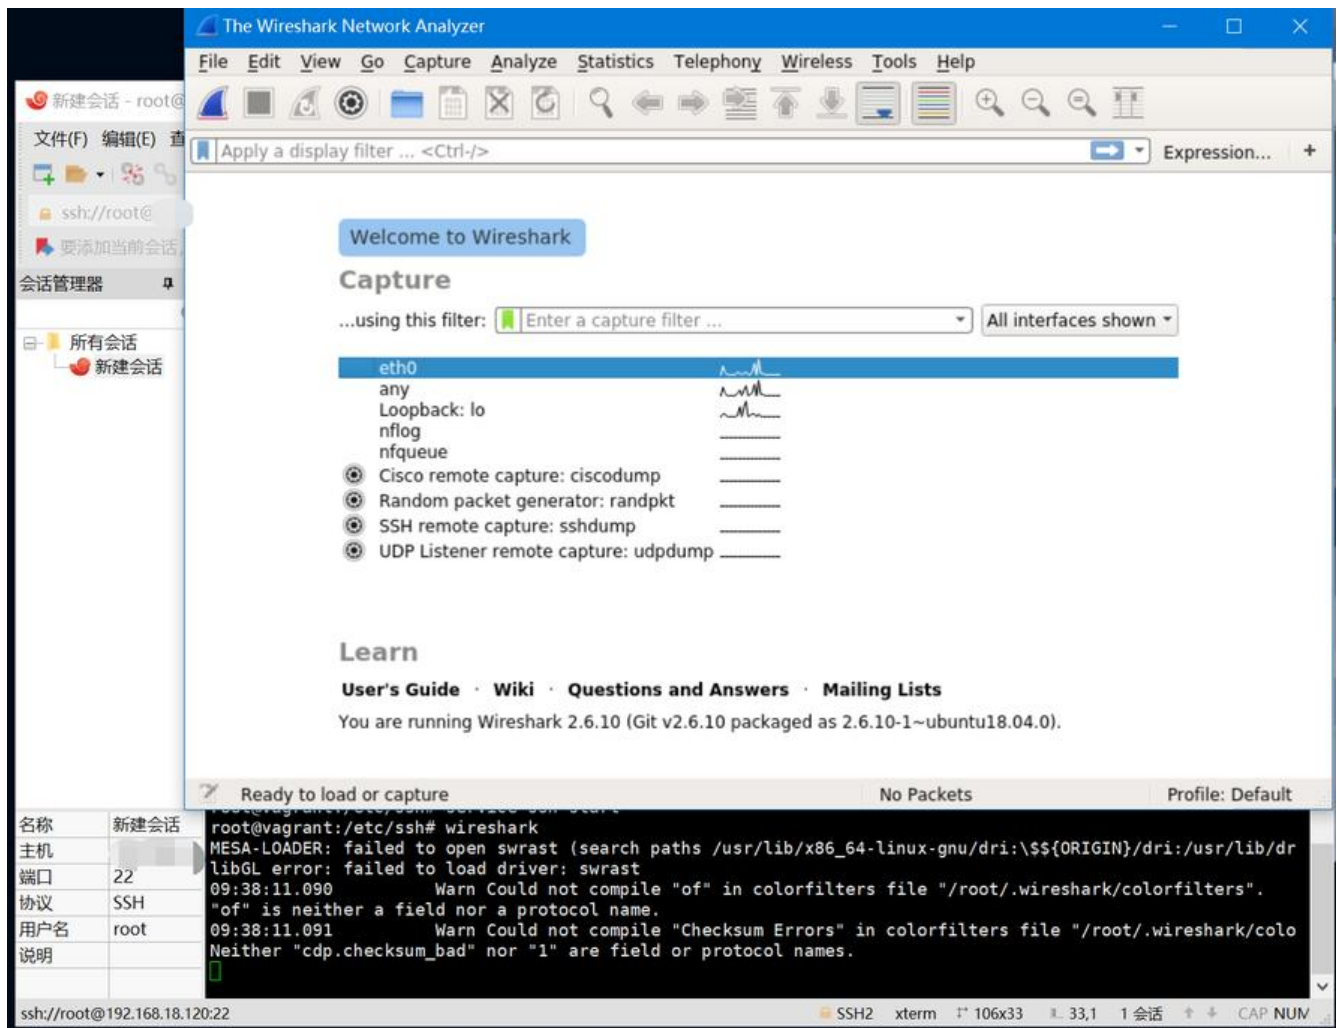 The Wireshark Network Analyzer
File Edit View Go Capture Analyze Statistics Telephony Wireless Tools Help
新建会话 - root@
文件(F) 编辑(E) 查
Apply a display filter ... <Ctrl-/>
Expression... +
ssh://root@
要添加当前会话,
会话管理器
所有会话
新建会话
Welcome to Wireshark
Capture
...using this filter: Enter a capture filter ... All interfaces shown
eth0
any
Loopback: lo
nflog
nfqueue
Cisco remote capture: ciscodump
Random packet generator: randpkt
SSH remote capture: sshdump
UDP Listener remote capture: udpdump
Learn
User's Guide · Wiki · Questions and Answers · Mailing Lists
You are running Wireshark 2.6.10 (Git v2.6.10 packaged as 2.6.10-1~ubuntu18.04.0).
Ready to load or capture No Packets Profile: Default
名称 新建会话
主机
端口 22
协议 SSH
用户名 root
说明
root@vagrant:/etc/ssh# wireshark
MESA-LOADER: failed to open swrast (search paths /usr/lib/x86_64-linux-gnu/dri:\$${ORIGIN}/dri:/usr/lib/dr
libGL error: failed to load driver: swrast
09:38:11.090 Warn Could not compile "of" in colorfilters file "/root/.wireshark/colorfilters".
"of" is neither a field nor a protocol name.
09:38:11.091 Warn Could not compile "Checksum Errors" in colorfilters file "/root/.wireshark/colo
Neither "cdp.checksum_bad" nor "1" are field or protocol names.
ssh://root@192.168.18.120:22 SSH2 xterm 106x33 33,1 1 会话 CAP NUM